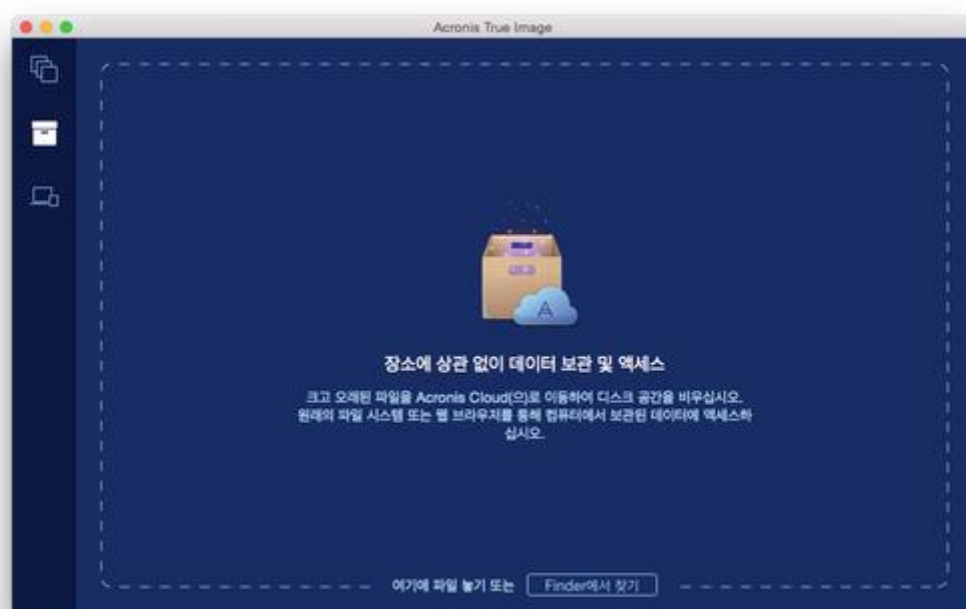 Acronis True Image
장소에 상관 없이 데이터 보관 및 액세스
크고 오래된 파일을 Acronis Cloud(으)로 이동하여 디스크 공간을 비우십시오.
원래의 파일 시스템 또는 웹 브라우저를 통해 컴퓨터에서 보관된 데이터에 액세스하
십시오.
여기에 파일 놓기 또는 Finder에서 찾기